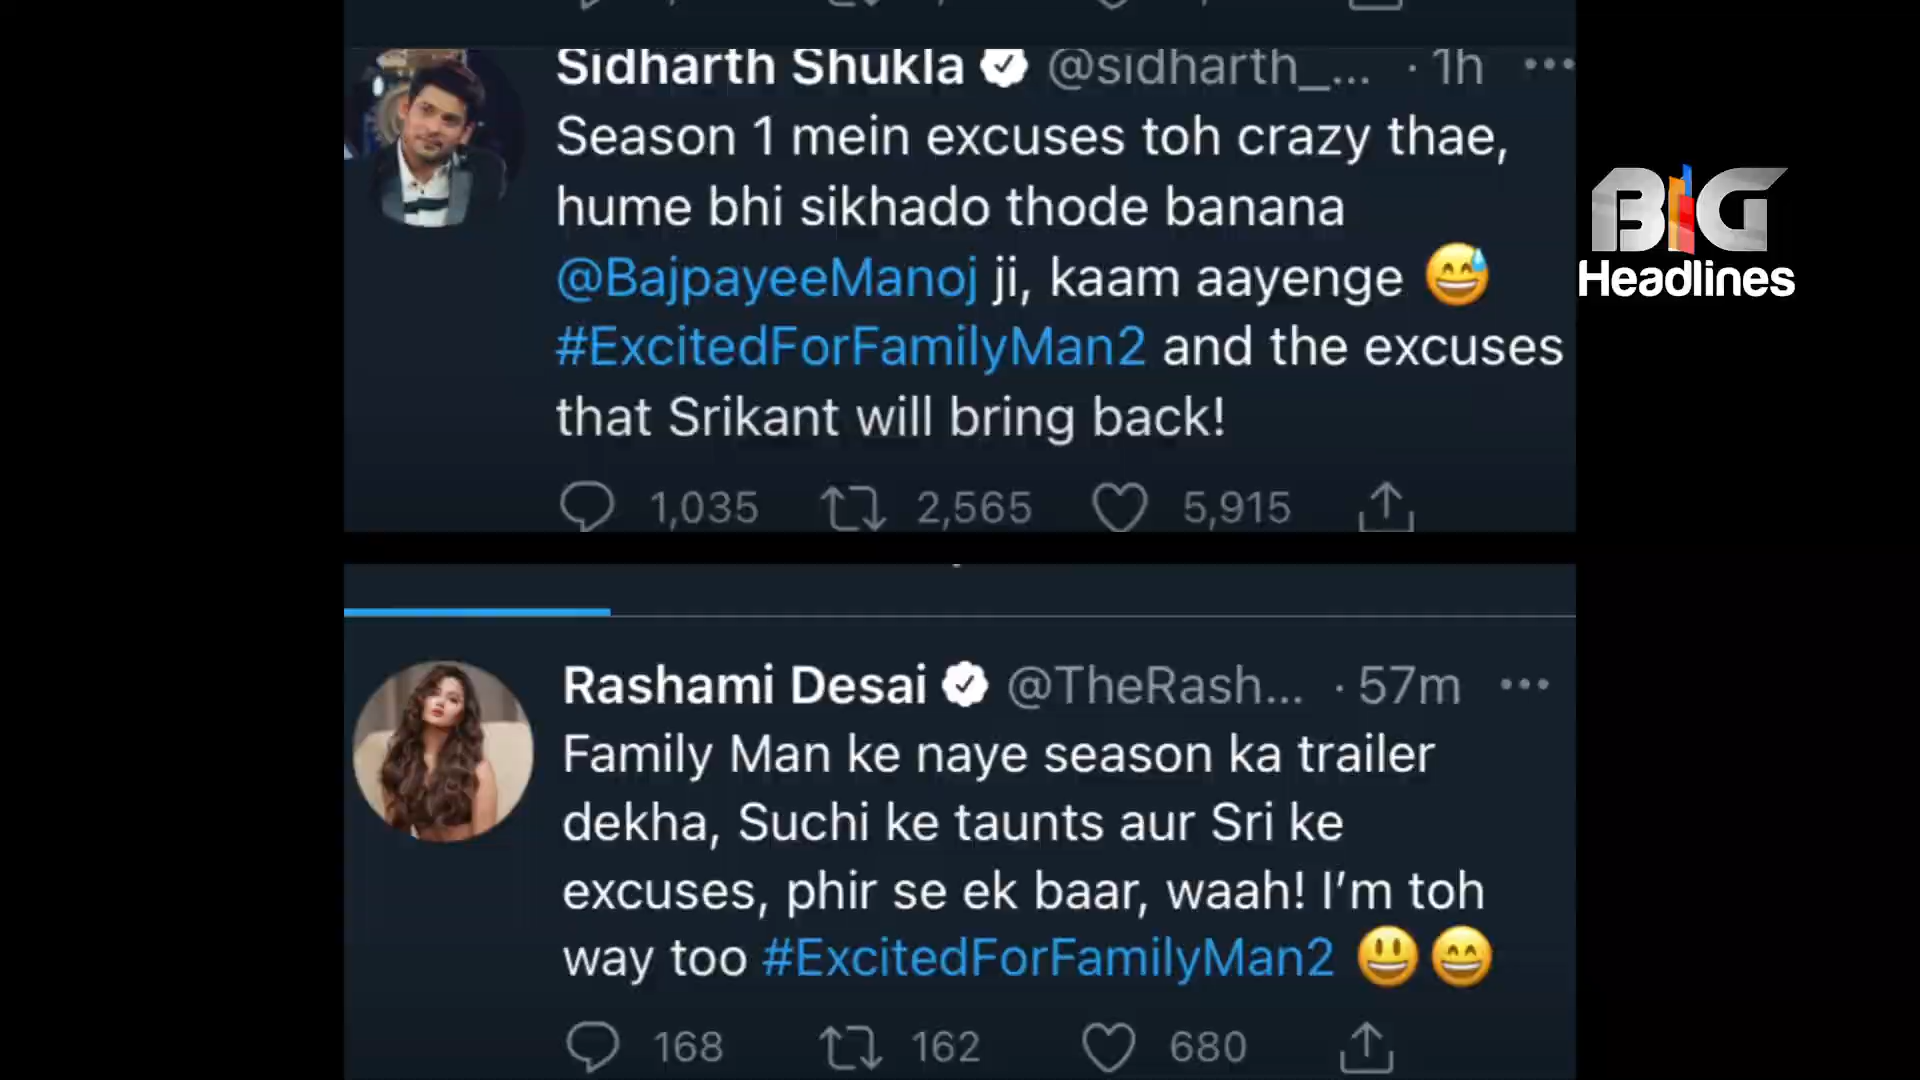 Sidharth Shukla @sidharth_... · 1h
Season 1 mein excuses toh crazy thae,
hume bhi sikhado thode banana
@BajpayeeManoj ji, kaam aayenge 😅
#ExcitedForFamilyMan2 and the excuses
that Srikant will bring back!
1,035 2,565 5,915
BIG
Headlines
Rashami Desai @TheRash... · 57m
Family Man ke naye season ka trailer
dekha, Suchi ke taunts aur Sri ke
excuses, phir se ek baar, waah! I’m toh
way too #ExcitedForFamilyMan2 😃😄
168 162 680